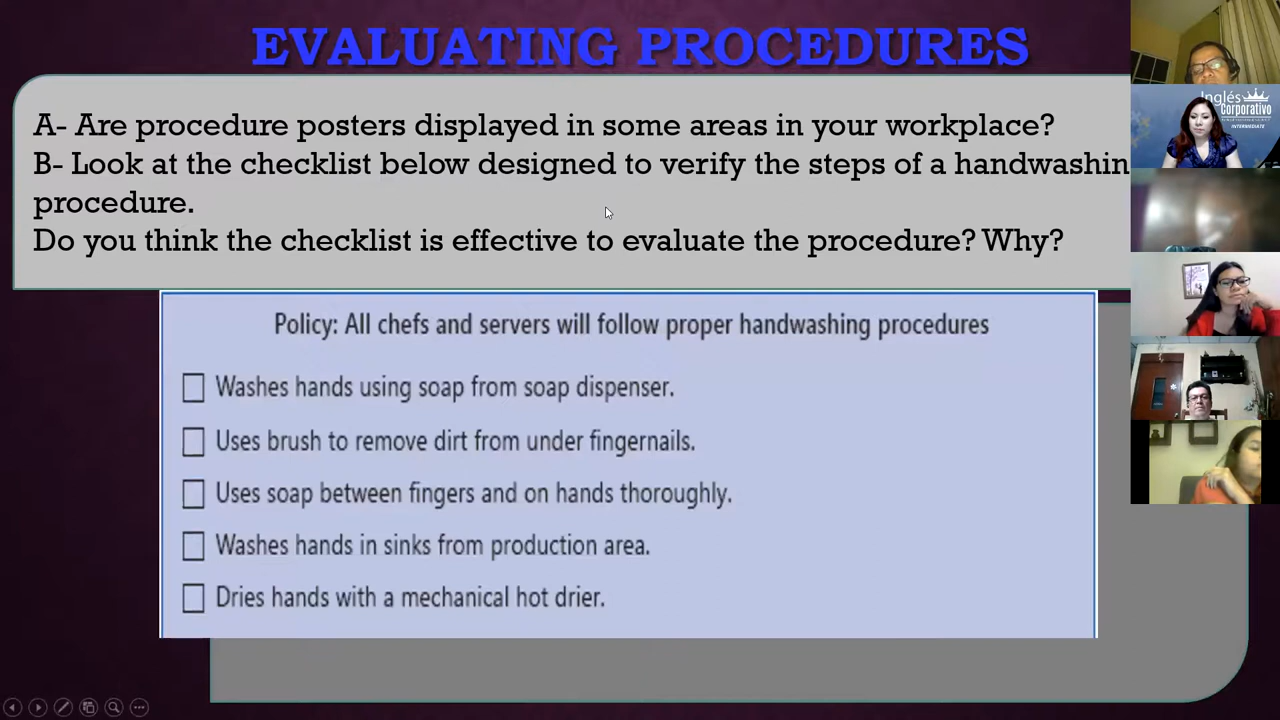 EVALUATING PROCEDURES
A- Are procedure posters displayed in some areas in your workplace?
B- Look at the checklist below designed to verify the steps of a handwashin
procedure.
Do you think the checklist is effective to evaluate the procedure? Why?
Policy: All chefs and servers will follow proper handwashing procedures
Washes hands using soap from soap dispenser.
Uses brush to remove dirt from under fingernails.
Uses soap between fingers and on hands thoroughly.
Washes hands in sinks from production area.
Dries hands with a mechanical hot drier.
Inglés
Corporativo
INTERMEDIATE